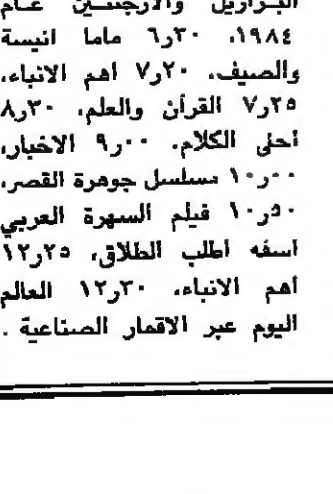 البرازيل والأرجنتين عام
١٩٨٤، ٦٫٣٠ ماما انيسة
والصيف، ٧٫٢٠ اهم الانباء،
٧٫٢٥ القرآن والعلم، ٨٫٣٠
أحلى الكلام، ٩٫٠٠ الاخبار،
١٠٫٠٠ مسلسل جوهرة القصر،
١٠٫٥٠ فيلم السهرة العربي
اسفه اطلب الطلاق، ١٢٫٢٥
أهم الانباء، ١٢٫٣٠ العالم
اليوم عبر الاقمار الصناعية .